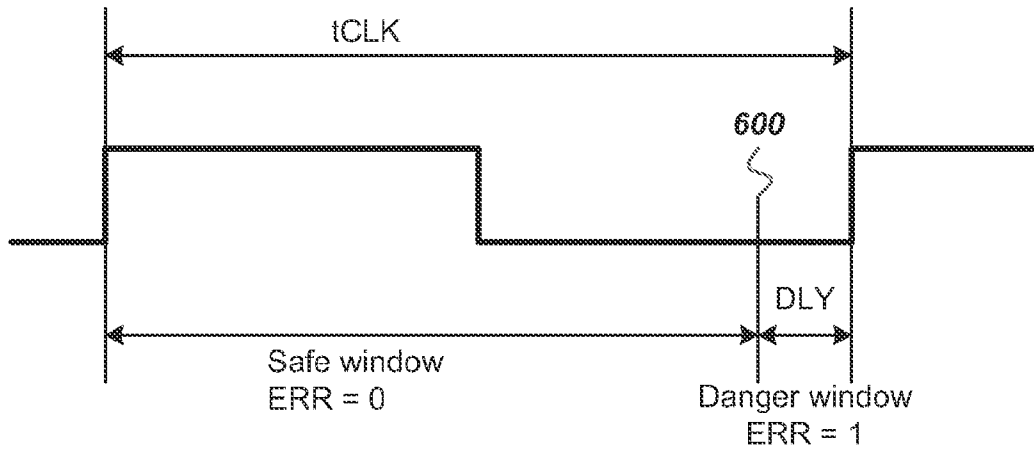 tCLK
600
DLY
Safe window
ERR = 0
Danger window
ERR = 1